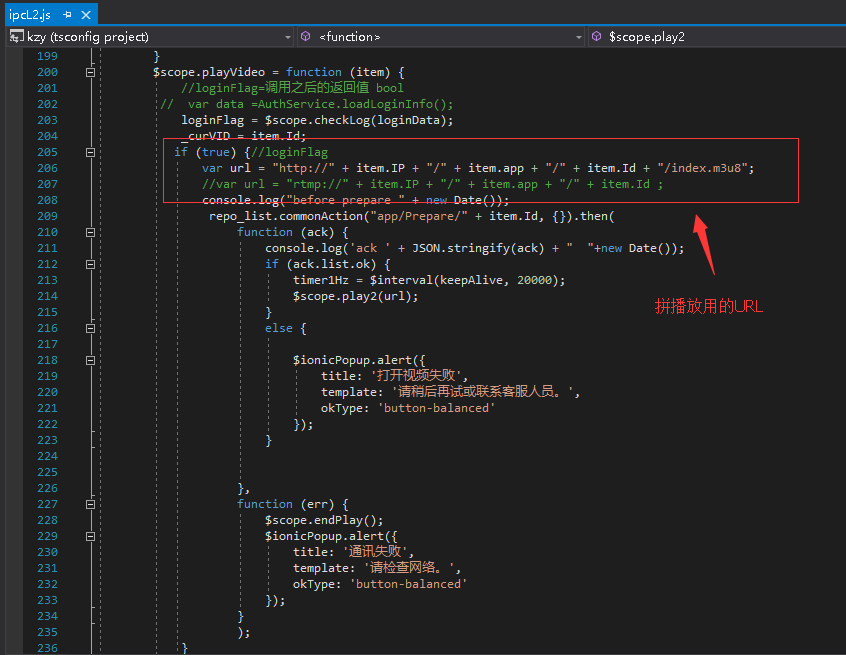 ipcL2.js
kzy (tsconfig project) <function> $scope.play2
199 }
200 $scope.playVideo = function (item) {
201 //loginFlag=调用之后的返回值 bool
202 // var data =AuthService.loadLoginInfo();
203 loginFlag = $scope.checkLog(loginData);
204 _curVID = item.Id;
205 if (true) {//loginFlag
206 var url = "http://" + item.IP + "/" + item.app + "/" + item.Id + "/index.m3u8";
207 //var url = "rtmp://" + item.IP + "/" + item.app + "/" + item.Id ;
208 console.log("before prepare " + new Date());
209 repo_list.commonAction("app/Prepare/" + item.Id, {}).then(
210 function (ack) {
211 console.log('ack ' + JSON.stringify(ack) + "  "+new Date());
212 if (ack.list.ok) {
213 timer1Hz = $interval(keepAlive, 20000);
214 $scope.play2(url);
215 }
216 else {
217
218 $ionicPopup.alert({
219 title: '打开视频失败',
220 template: '请稍后再试或联系客服人员。',
221 okType: 'button-balanced'
222 });
223 }
224
225
226 },
227 function (err) {
228 $scope.endPlay();
229 $ionicPopup.alert({
230 title: '通讯失败',
231 template: '请检查网络。',
232 okType: 'button-balanced'
233 });
234 }
235 );
236 }
拼播放用的URL